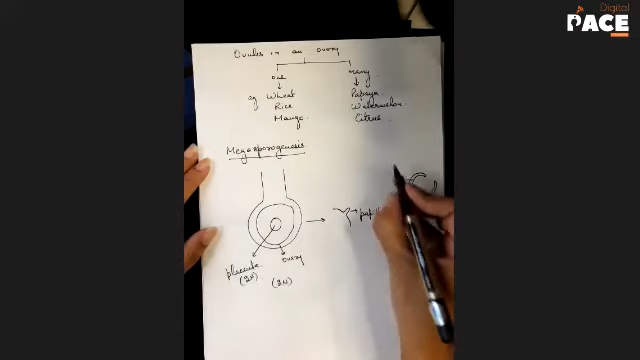 Digital
PACE
Ovules in an ovary
one many
eg Wheat Papaya
Rice Watermelon
Mango Citrus
Megasporogenesis
placenta ovary
(2N) (2N)